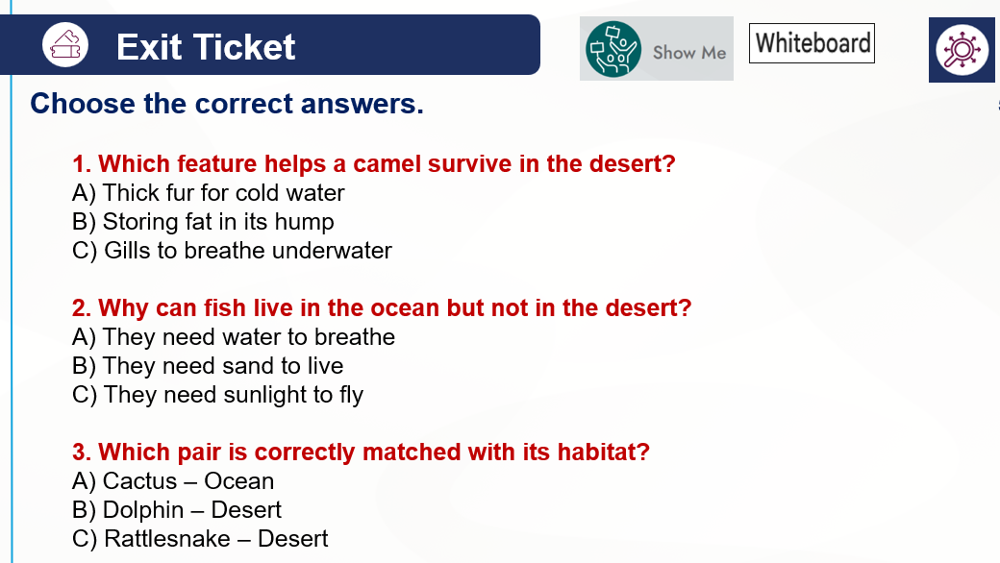 Exit Ticket
Show Me
Whiteboard
Choose the correct answers.
1. Which feature helps a camel survive in the desert?
A) Thick fur for cold water
B) Storing fat in its hump
C) Gills to breathe underwater
2. Why can fish live in the ocean but not in the desert?
A) They need water to breathe
B) They need sand to live
C) They need sunlight to fly
3. Which pair is correctly matched with its habitat?
A) Cactus – Ocean
B) Dolphin – Desert
C) Rattlesnake – Desert